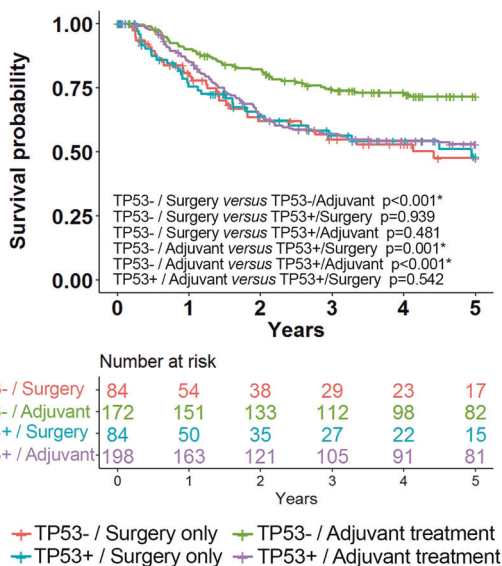 Survival probability
1.00
0.75
0.50
0.25
0.00
TP53- / Surgery versus TP53-/Adjuvant p<0.001*
TP53- / Surgery versus TP53+/Surgery p=0.939
TP53- / Surgery versus TP53+/Adjuvant p=0.481
TP53- / Adjuvant versus TP53+/Surgery p=0.001*
TP53- / Adjuvant versus TP53+/Adjuvant p<0.001*
TP53+ / Adjuvant versus TP53+/Surgery p=0.542
0 1 2 3 4 5
Years
Number at risk
3- / Surgery 84 54 38 29 23 17
3- / Adjuvant 172 151 133 112 98 82
3+ / Surgery 84 50 35 27 22 15
3+ / Adjuvant 198 163 121 105 91 81
0 1 2 3 4 5
Years
TP53- / Surgery only TP53- / Adjuvant treatment
TP53+ / Surgery only TP53+ / Adjuvant treatment